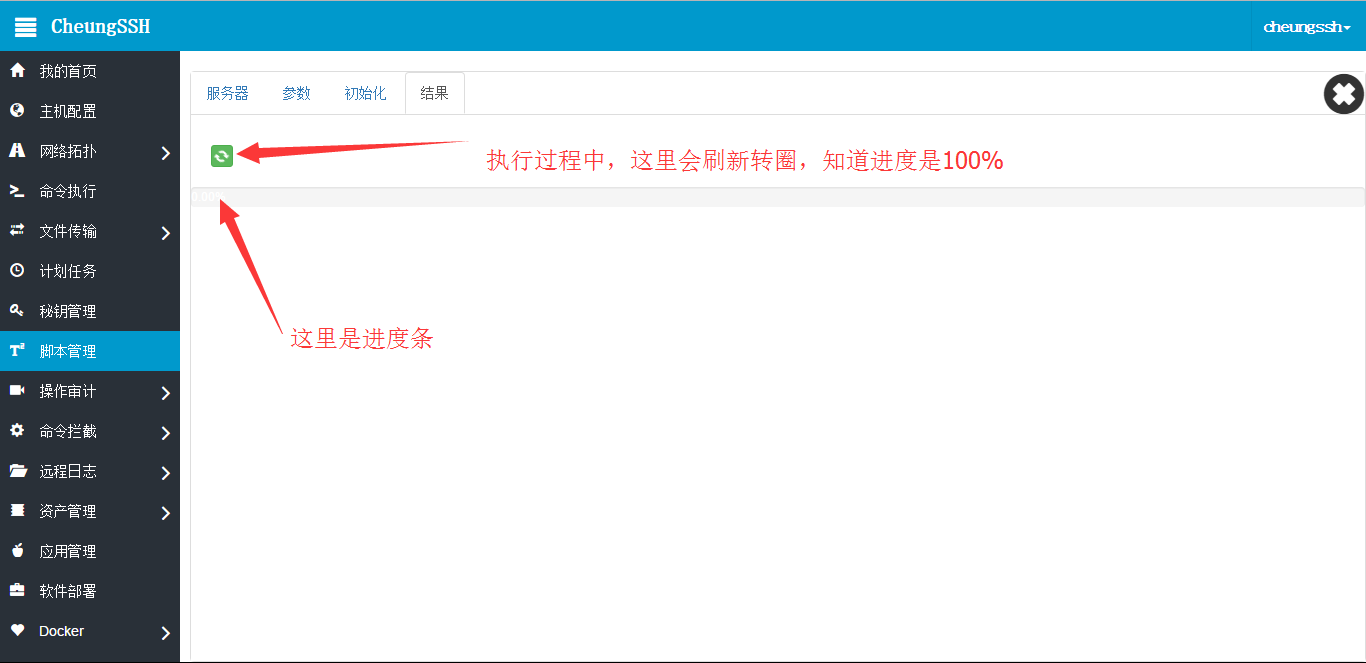 CheungSSH
cheungssh
我的首页
主机配置
网络拓扑
命令执行
文件传输
计划任务
秘钥管理
脚本管理
操作审计
命令拦截
远程日志
资产管理
应用管理
软件部署
Docker
服务器 参数 初始化 结果
执行过程中，这里会刷新转圈，知道进度是100%
0.00%
这里是进度条